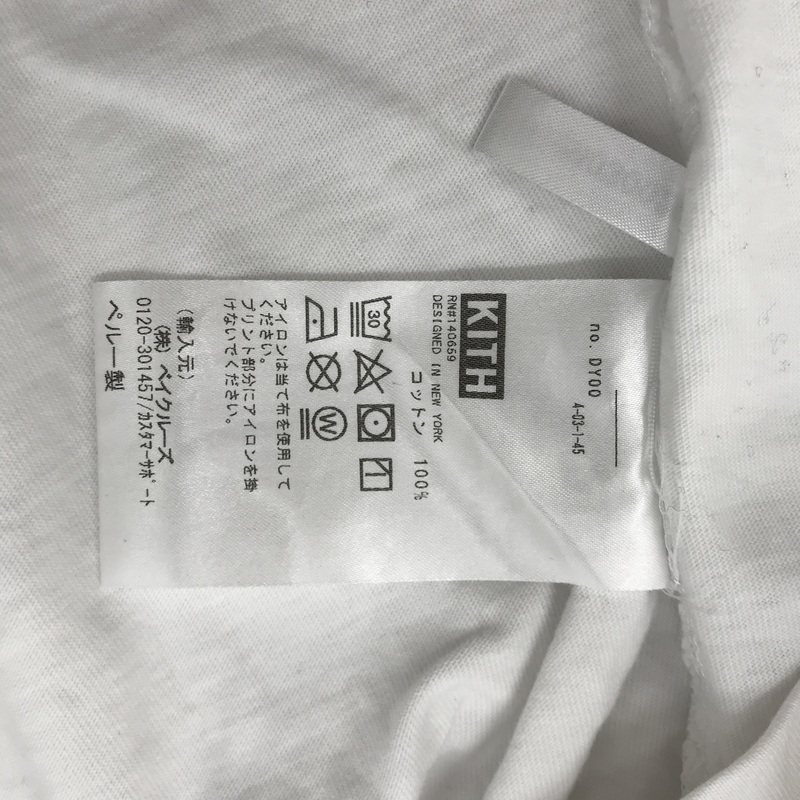 no. DY00
4-03-1-45
KITH
RN#140659
DESIGNED IN NEW YORK
コットン 100%
30
W
アイロンは当て布を使用して
ください。
プリント部分にアイロンを掛
けないでください。
(輸入元)
(株) ベイクルーズ
0120-301457/カスタマーサポート
ペルー製